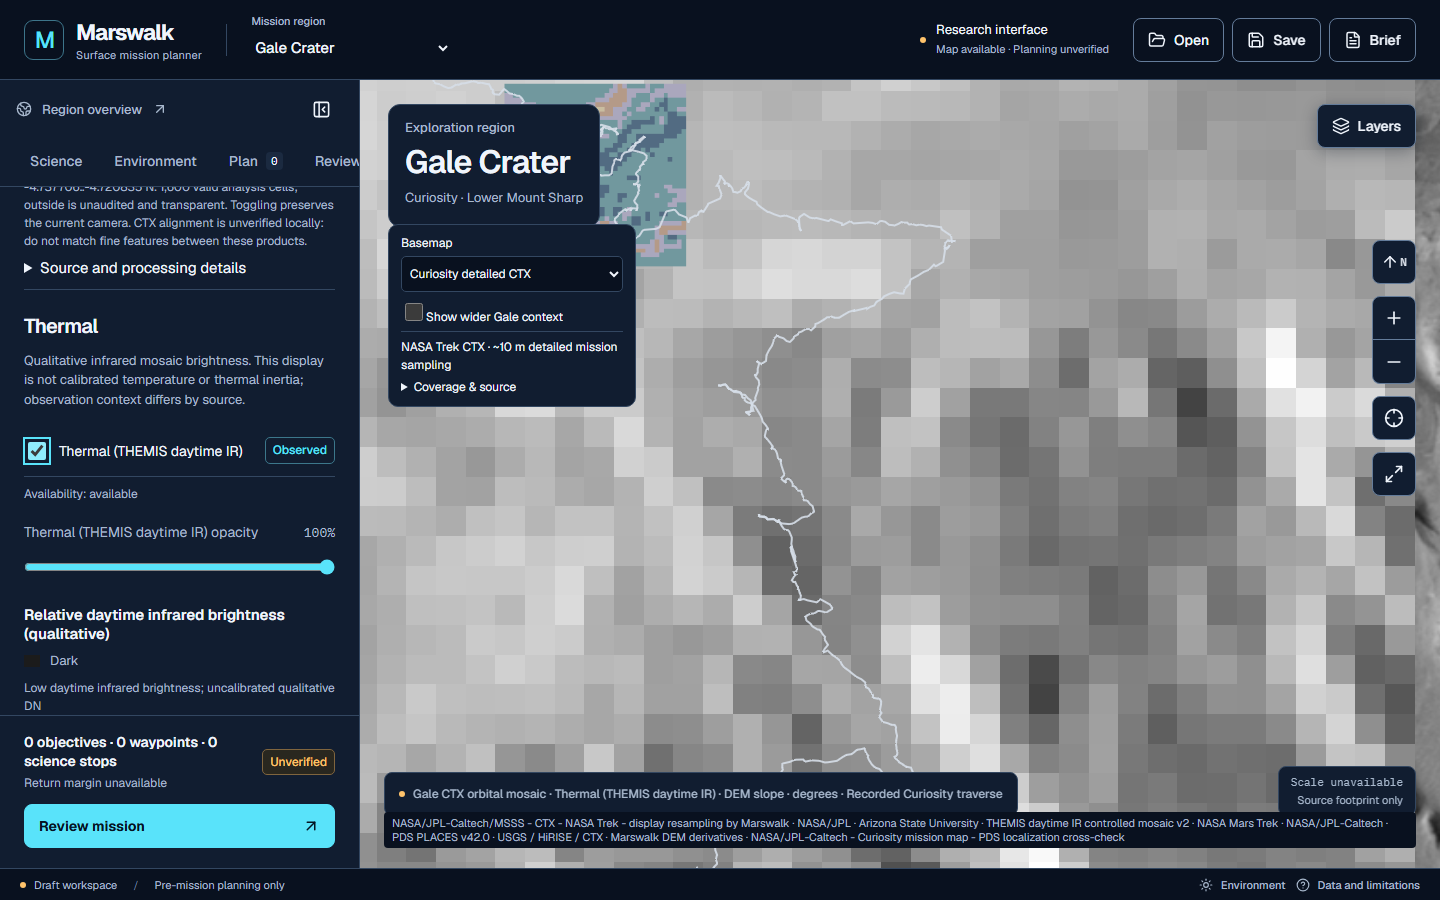 M
Marswalk
Surface mission planner
Mission region
Gale Crater
Research interface
Map available · Planning unverified
Open
Save
Brief
Region overview
Science
Environment
Plan 0
Review
-4.737706..-4.720835 N. 1,600 valid analysis cells;
outside is unaudited and transparent. Toggling preserves
the current camera. CTX alignment is unverified locally:
do not match fine features between these products.
Source and processing details
Thermal
Qualitative infrared mosaic brightness. This display
is not calibrated temperature or thermal inertia;
observation context differs by source.
Thermal (THEMIS daytime IR)
Observed
Availability: available
Thermal (THEMIS daytime IR) opacity
100%
Relative daytime infrared brightness
(qualitative)
Dark
Low daytime infrared brightness; uncalibrated qualitative
DN
0 objectives · 0 waypoints · 0
science stops
Unverified
Return margin unavailable
Review mission
Exploration region
Gale Crater
Curiosity · Lower Mount Sharp
Basemap
Curiosity detailed CTX
Show wider Gale context
NASA Trek CTX · ~10 m detailed mission
sampling
Coverage & source
Layers
N
Gale CTX orbital mosaic · Thermal (THEMIS daytime IR) · DEM slope · degrees · Recorded Curiosity traverse
Scale unavailable
Source footprint only
NASA/JPL-Caltech/MSSS - CTX - NASA Trek - display resampling by Marswalk · NASA/JPL · Arizona State University · THEMIS daytime IR controlled mosaic v2 · NASA Mars Trek · NASA/JPL-Caltech ·
PDS PLACES v42.0 · USGS / HiRISE / CTX · Marswalk DEM derivatives · NASA/JPL-Caltech - Curiosity mission map - PDS localization cross-check
Draft workspace / Pre-mission planning only
Environment
Data and limitations